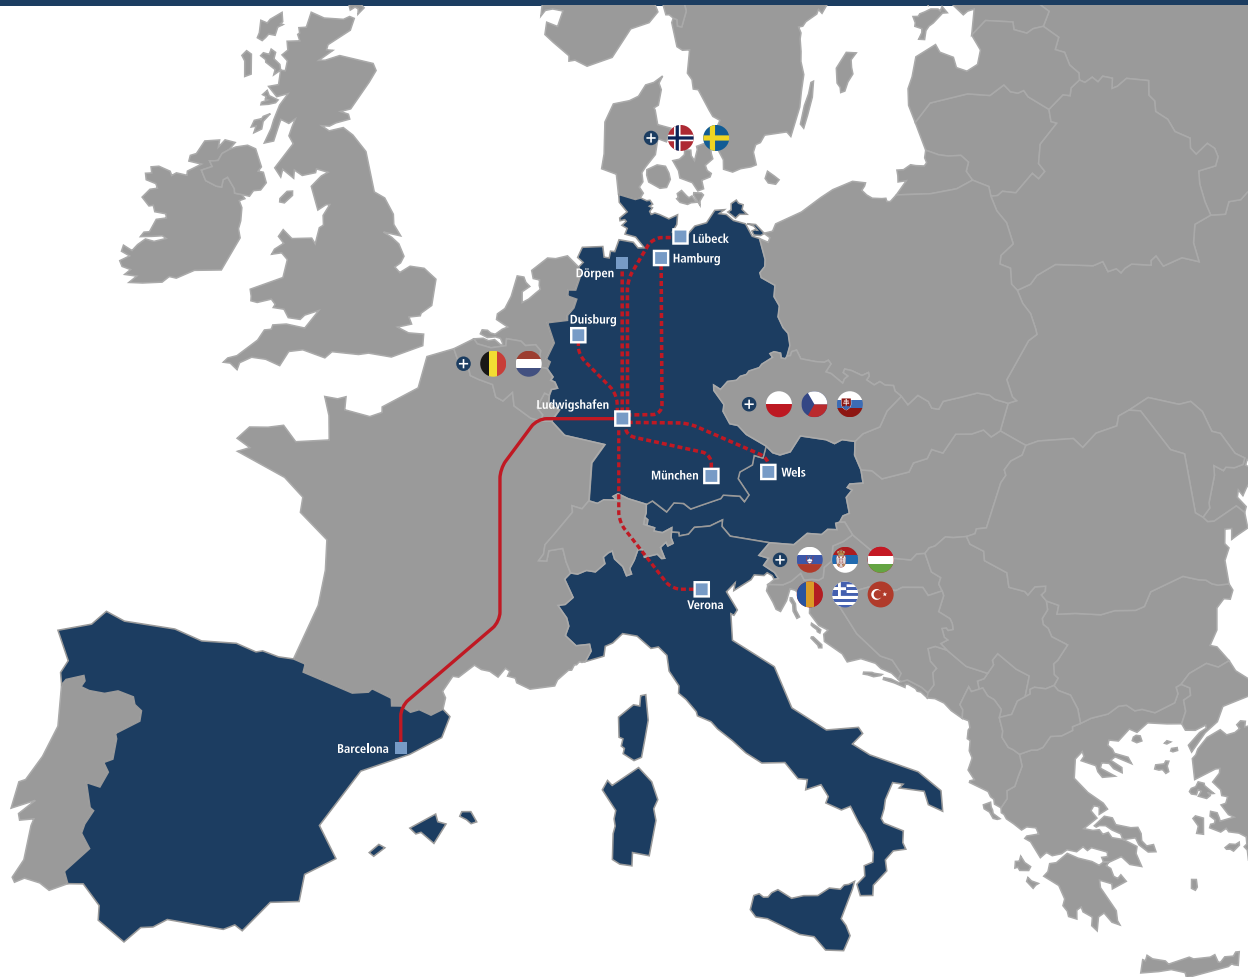 Lübeck
Hamburg
Dörpen
Duisburg
Ludwigshafen
München
Wels
Verona
Barcelona